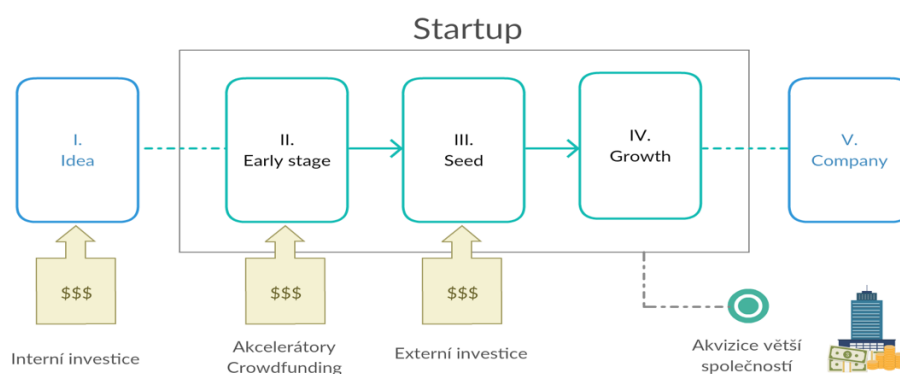 Startup
I.
Idea
II.
Early stage
III.
Seed
IV.
Growth
V.
Company
$$$
$$$
$$$
Interní investice
Akcelerátory
Crowdfunding
Externí investice
Akvizice větší
společností